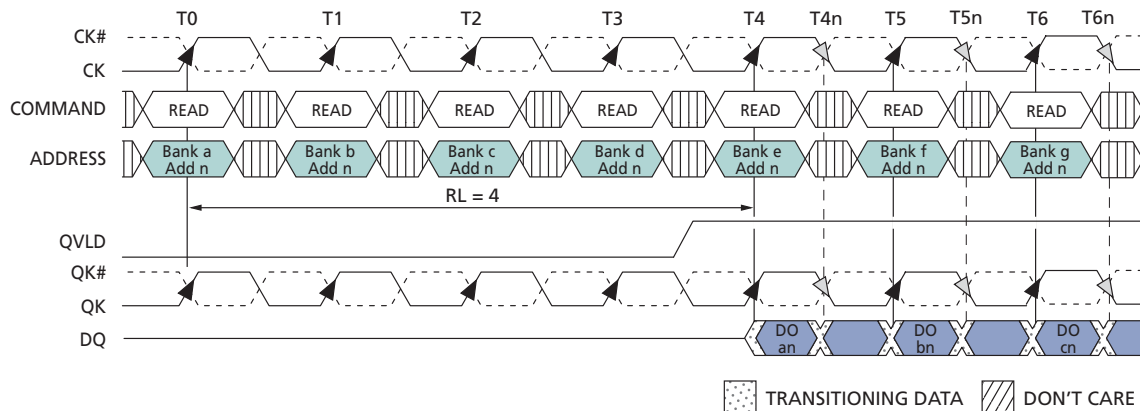 T0 T1 T2 T3 T4 T4n T5 T5n T6 T6n
CK#
CK
COMMAND READ READ READ READ READ READ READ
ADDRESS Bank a Bank b Bank c Bank d Bank e Bank f Bank g
Add n Add n Add n Add n Add n Add n Add n
RL = 4
QVLD
QK#
QK
DQ DO DO DO
an bn cn
TRANSITIONING DATA DON'T CARE